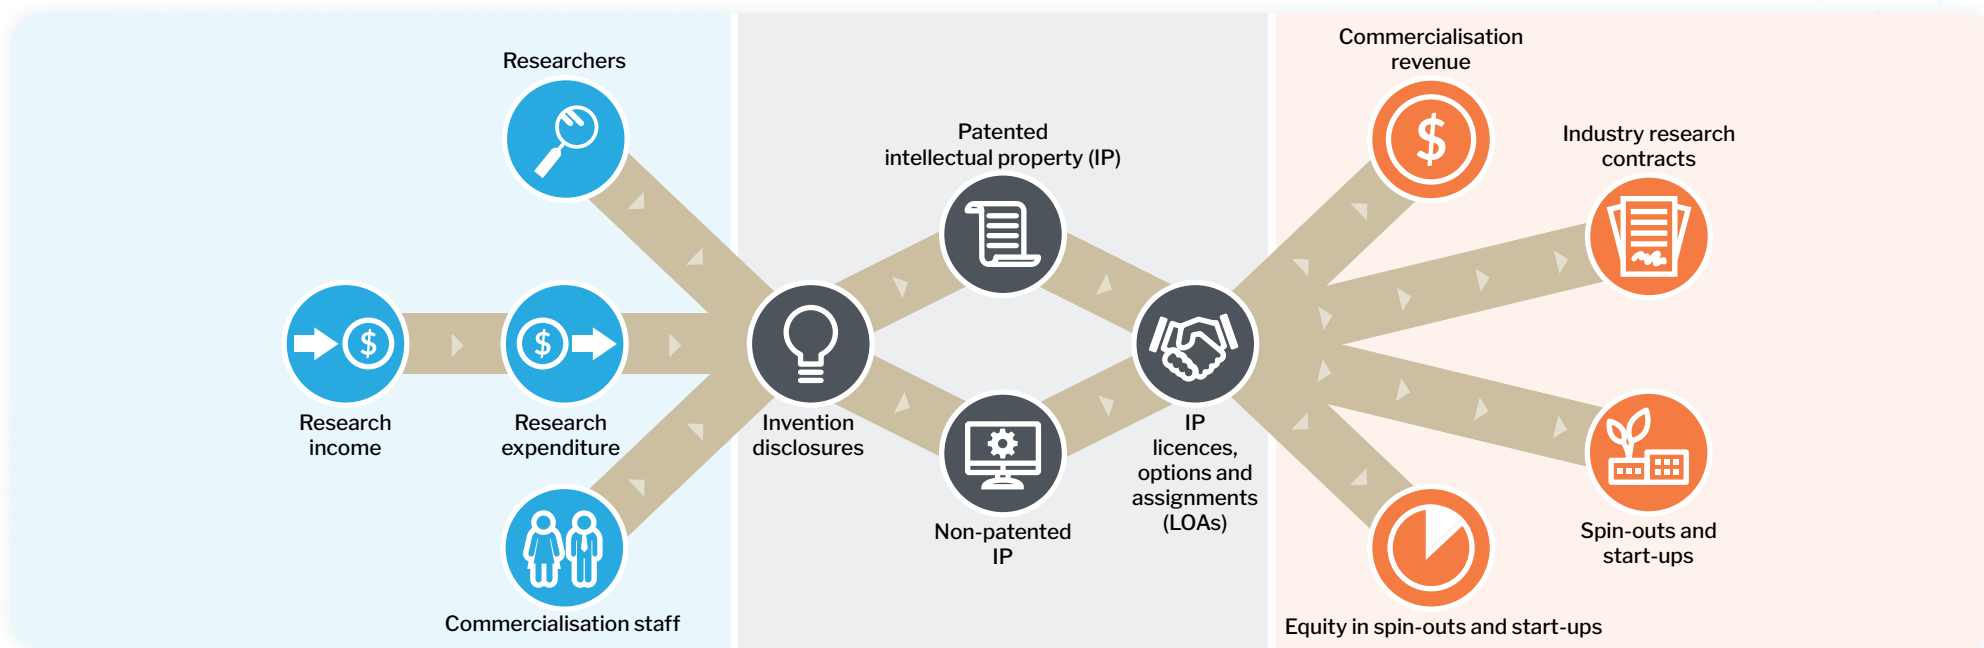 Researchers
Research
income
Research
expenditure
Commercialisation staff
Invention
disclosures
Patented
intellectual property (IP)
Non-patented
IP
IP
licences,
options and
assignments
(LOAs)
Commercialisation
revenue
Industry research
contracts
Spin-outs and
start-ups
Equity in spin-outs and start-ups
$
$
$